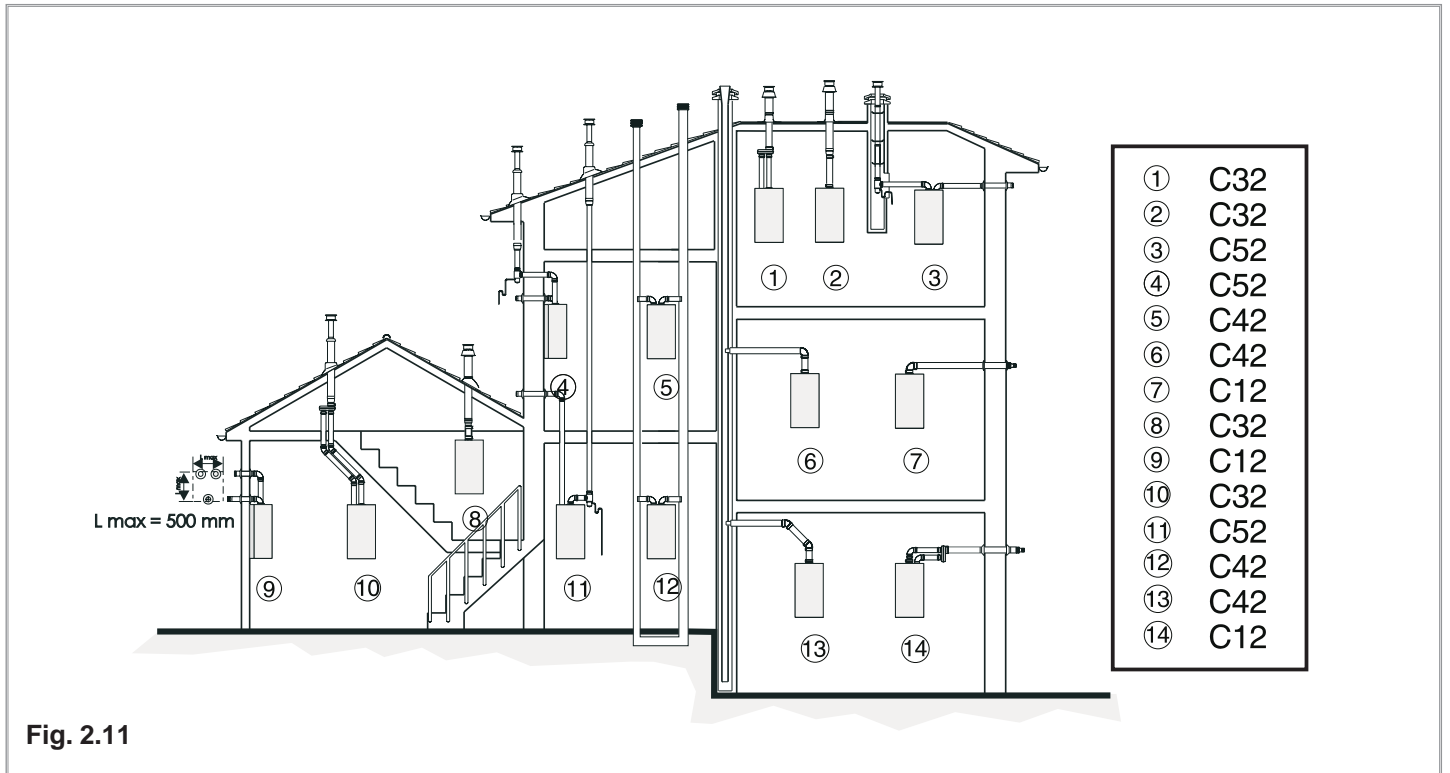 ① ② ③
④ ⑤
⑥ ⑦
L max
L max
L max = 500 mm
⑧
⑨ ⑩ ⑪ ⑫
⑬ ⑭
① C32
② C32
③ C52
④ C52
⑤ C42
⑥ C42
⑦ C12
⑧ C32
⑨ C12
⑩ C32
⑪ C52
⑫ C42
⑬ C42
⑭ C12
Fig. 2.11